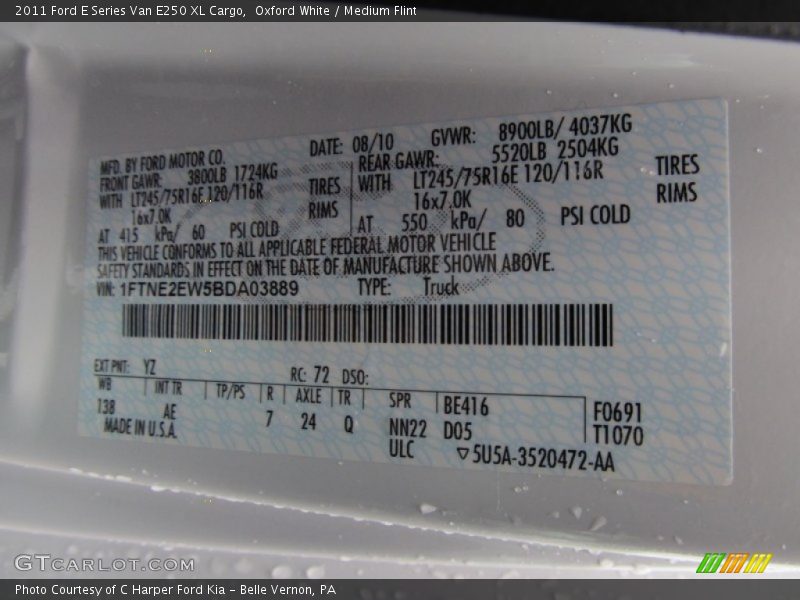 2011 Ford E Series Van E250 XL Cargo,  Oxford White / Medium Flint
MFD. BY FORD MOTOR CO. DATE: 08/10 GVWR: 8900LB/ 4037KG
FRONT GAWR: 3800LB 1724KG REAR GAWR: 5520LB 2504KG
WITH LT245/75R16E 120/116R TIRES WITH LT245/75R16E 120/116R TIRES
16x7.0K RIMS 16x7.0K RIMS
AT 415 kPa/ 60 PSI COLD AT 550 kPa/ 80 PSI COLD
THIS VEHICLE CONFORMS TO ALL APPLICABLE FEDERAL MOTOR VEHICLE
SAFETY STANDARDS IN EFFECT ON THE DATE OF MANUFACTURE SHOWN ABOVE.
VIN: 1FTNE2EW5BDA03889 TYPE: Truck
EXT PNT: YZ RC: 72 DSO:
WB INT TR TP/PS R AXLE TR SPR BE416 F0691
138 AE 7 24 Q NN22 D05 T1070
MADE IN U.S.A. ULC ▽5U5A-3520472-AA
GTCARLOT.COM
Photo Courtesy of C Harper Ford Kia – Belle Vernon, PA